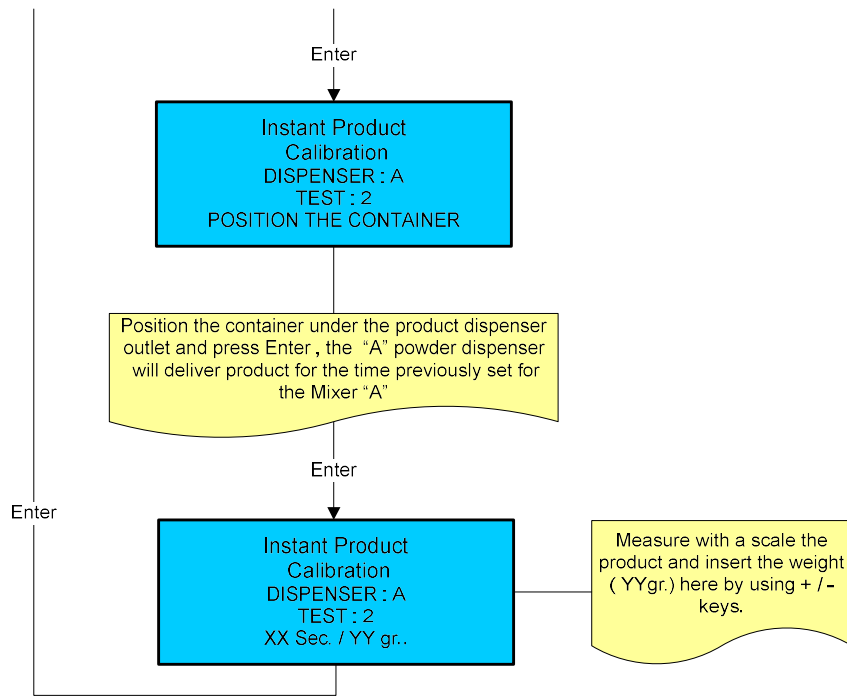 Enter
Instant Product
Calibration
DISPENSER : A
TEST : 2
POSITION THE CONTAINER
Position the container under the product dispenser
outlet and press Enter , the “A” powder dispenser
will deliver product for the time previously set for
the Mixer “A”
Enter
Enter
Instant Product
Calibration
DISPENSER : A
TEST : 2
XX Sec. / YY gr..
Measure with a scale the
product and insert the weight
( YYgr.) here by using + / -
keys.